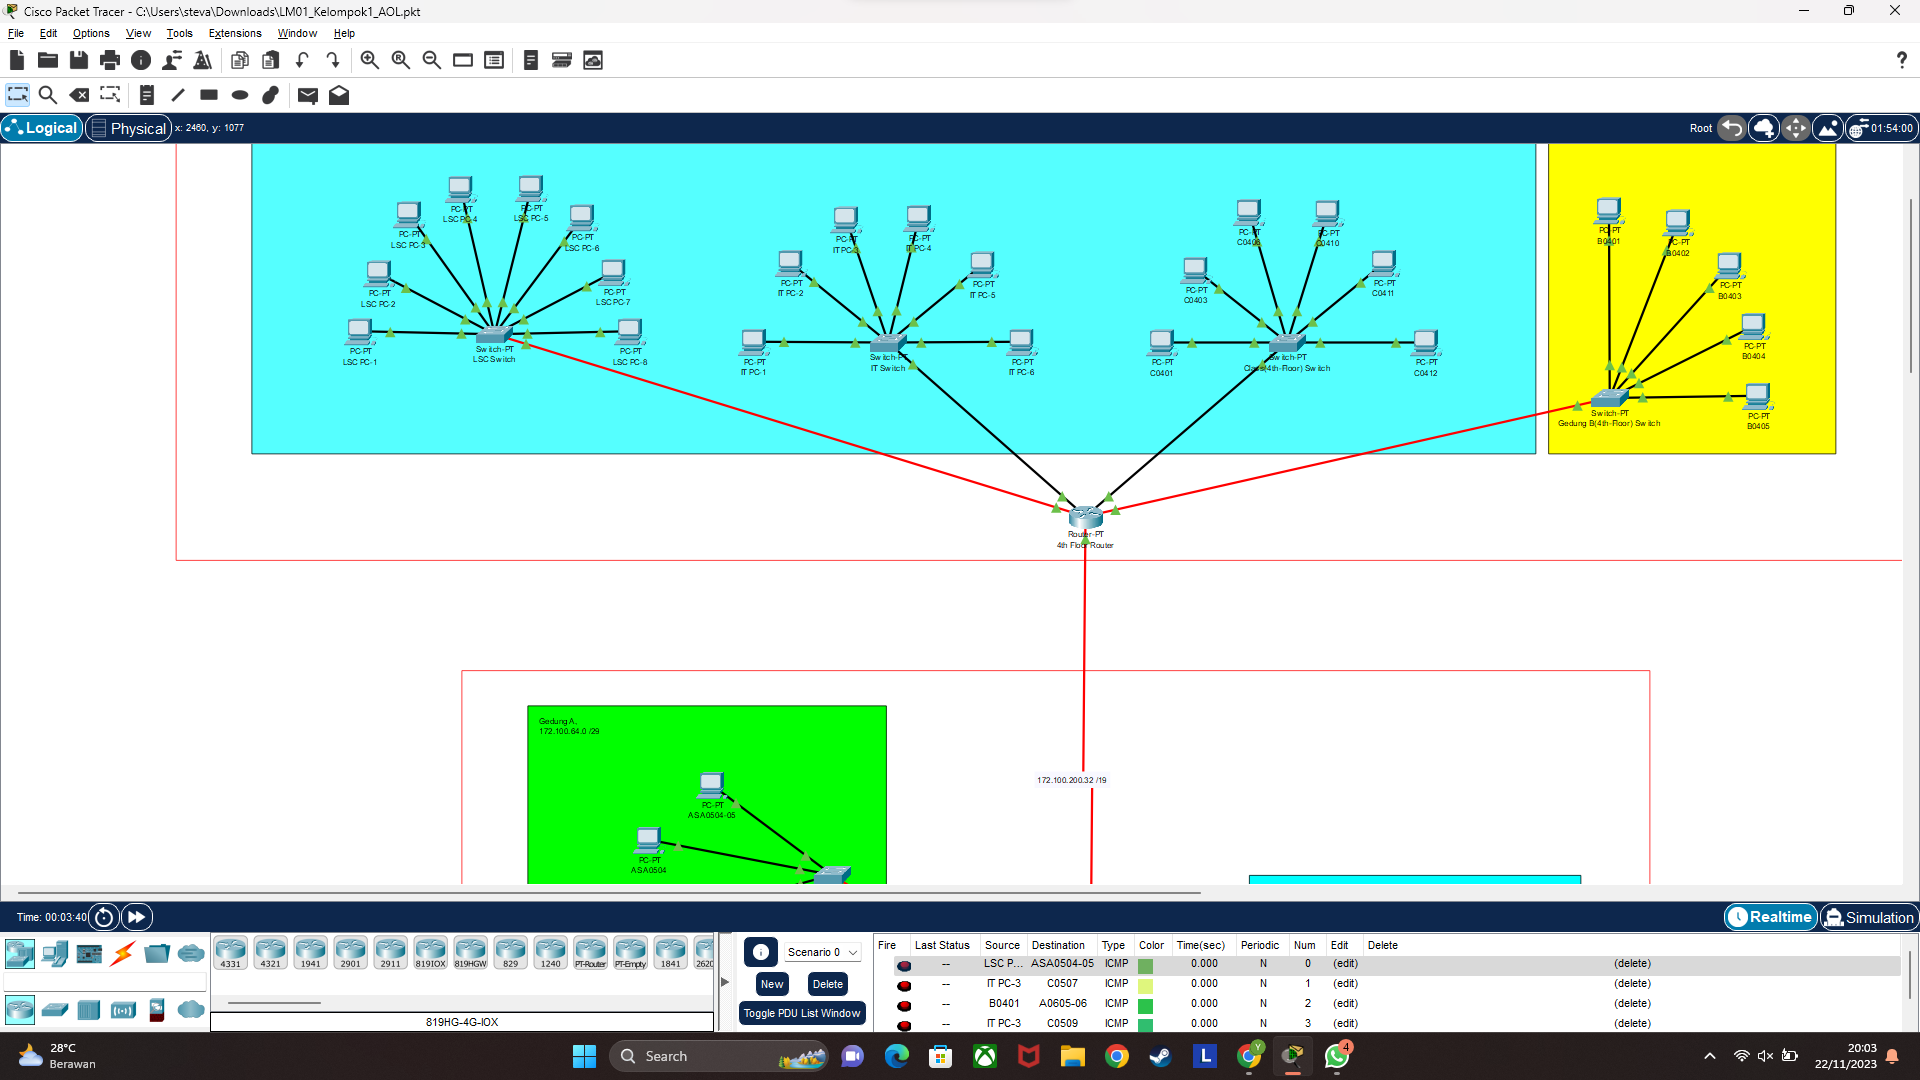 Cisco Packet Tracer - C:\Users\steva\Downloads\LM01_Kelompok1_AOL.pkt
File Edit Options View Tools Extensions Window Help
Logical Physical x: 2460, y: 1077 Root 01:54:00
PC-PT
LSC PC-4
PC-PT
LSC PC-5
PC-PT
LSC PC-3
PC-PT
LSC PC-6
PC-PT
LSC PC-2
PC-PT
LSC PC-7
PC-PT
LSC PC-1
Switch-PT
LSC Switch
PC-PT
LSC PC-8
PC-PT
IT PC-3
PC-PT
IT PC-4
PC-PT
IT PC-2
PC-PT
IT PC-5
PC-PT
IT PC-1
Switch-PT
IT Switch
PC-PT
IT PC-6
PC-PT
PC-PT
C0410
PC-PT
C0403
PC-PT
C0411
PC-PT
C0401
Switch-PT
Class(4th-Floor) Switch
PC-PT
C0412
PC-PT
B0401
PC-PT
B0402
PC-PT
B0403
PC-PT
B0404
Switch-PT
Gedung B(4th-Floor) Switch
PC-PT
B0405
Router-PT
4th Floor Router
Gedung A,
172.100.64.0 /29
172.100.200.32 /19
PC-PT
ASA0504-05
PC-PT
ASA0504
Time: 00:03:40 Realtime Simulation
4331 4321 1941 2901 2911 819IOX 819HGW 829 1240 PT-Router PT-Empty 1841 2620
819HG-4G-IOX
Scenario 0
New Delete
Toggle PDU List Window
Fire Last Status Source Destination Type Color Time(sec) Periodic Num Edit Delete
-- LSC P... ASA0504-05 ICMP 0.000 N 0 (edit) (delete)
-- IT PC-3 C0507 ICMP 0.000 N 1 (edit) (delete)
-- B0401 A0605-06 ICMP 0.000 N 2 (edit) (delete)
-- IT PC-3 C0509 ICMP 0.000 N 3 (edit) (delete)
28°C
Berawan
Search
4
20:03
22/11/2023